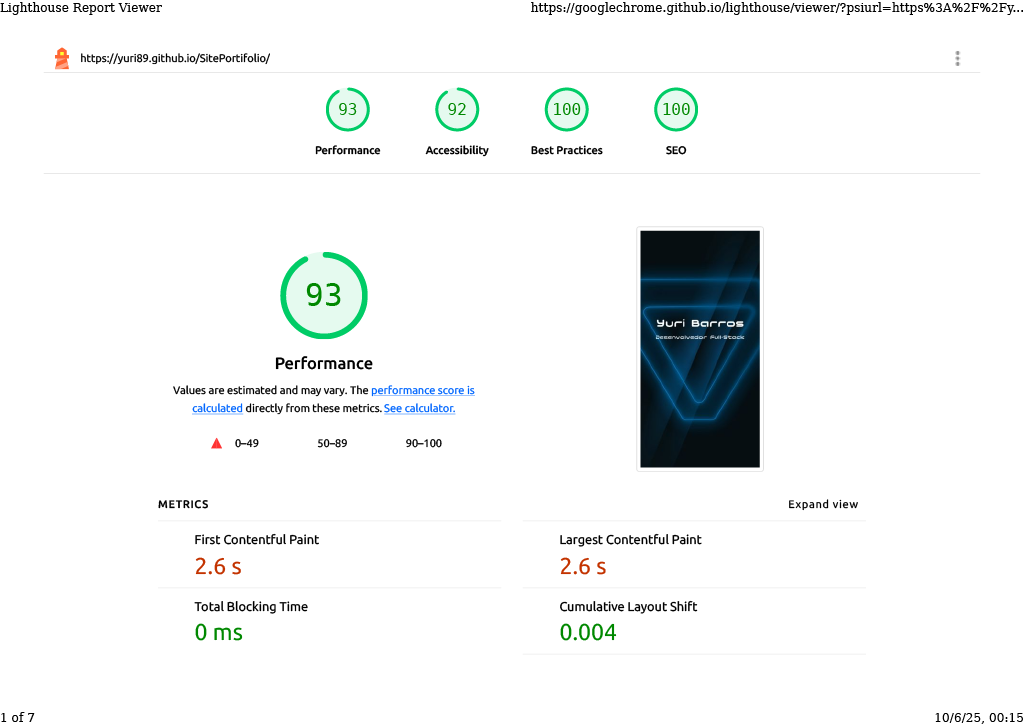 Lighthouse Report Viewer
https://googlechrome.github.io/lighthouse/viewer/?psiurl=https%3A%2F%2Fy...
https://yuri89.github.io/SitePortifolio/
93
92
100
100
Performance
Accessibility
Best Practices
SEO
93
Performance
Values are estimated and may vary. The performance score is
calculated directly from these metrics. See calculator.
0–49
50–89
90–100
Yuri Barros
Desenvolvedor Full-Stack
METRICS
Expand view
First Contentful Paint
2.6 s
Largest Contentful Paint
2.6 s
Total Blocking Time
0 ms
Cumulative Layout Shift
0.004
1 of 7
10/6/25, 00:15